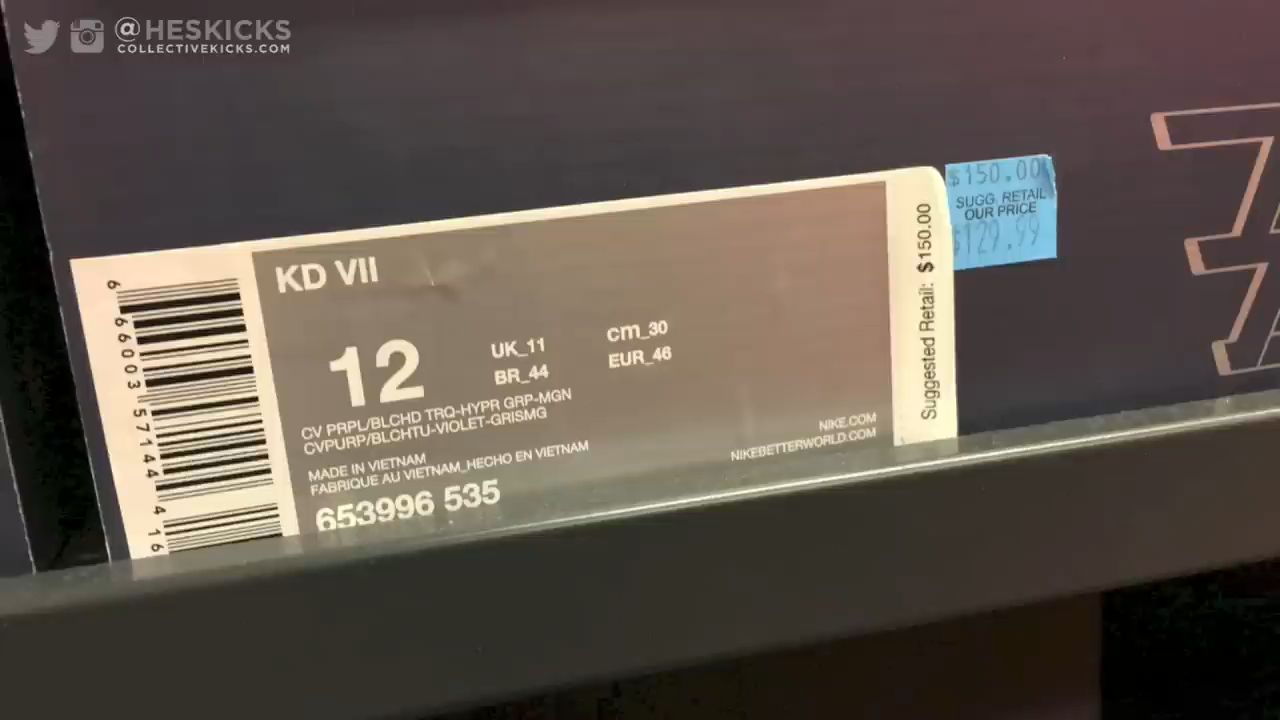 @HESKICKS
COLLECTIVEKICKS.COM
KD VII
12
UK_11
BR_44
cm_30
EUR_46
CV PRPL/BLCHD TRQ-HYPR GRP-MGN
CVPURP/BLCHTU-VIOLET-GRISMG
MADE IN VIETNAM
FABRIQUE AU VIETNAM_HECHO EN VIETNAM
653996 535
NIKE.COM
NIKEBETTERWORLD.COM
6 66003 57144 4 16
Suggested Retail: $150.00
$150.00
SUGG. RETAIL
OUR PRICE
$129.99